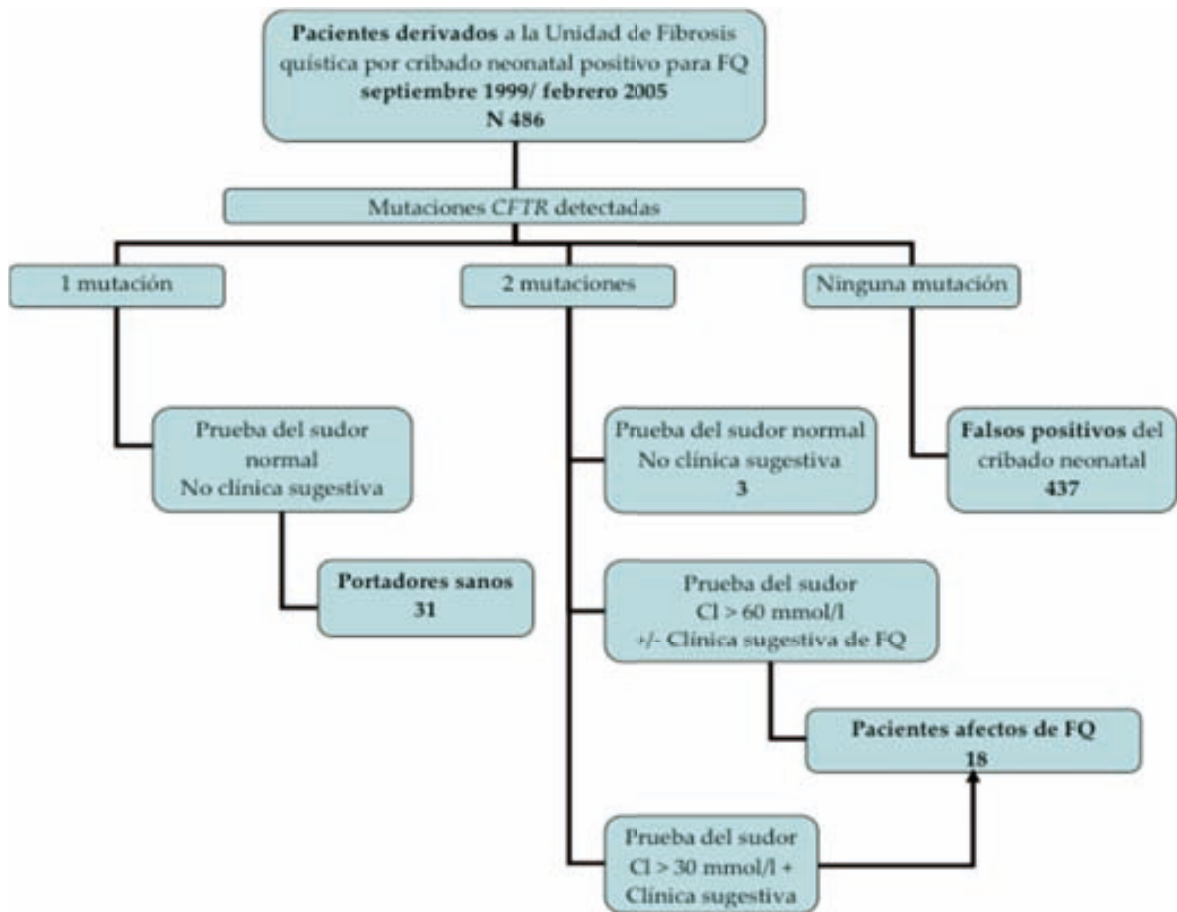 Pacientes derivados a la Unidad de Fibrosis
quística por cribado neonatal positivo para FQ
septiembre 1999/ febrero 2005
N 486
Mutaciones CFTR detectadas
1 mutación
2 mutaciones
Ninguna mutación
Prueba del sudor
normal
No clínica sugestiva
Portadores sanos
31
Prueba del sudor normal
No clínica sugestiva
3
Falsos positivos del
cribado neonatal
437
Prueba del sudor
Cl > 60 mmol/l
+/- Clínica sugestiva de FQ
Pacientes afectos de FQ
18
Prueba del sudor
Cl > 30 mmol/l +
Clínica sugestiva